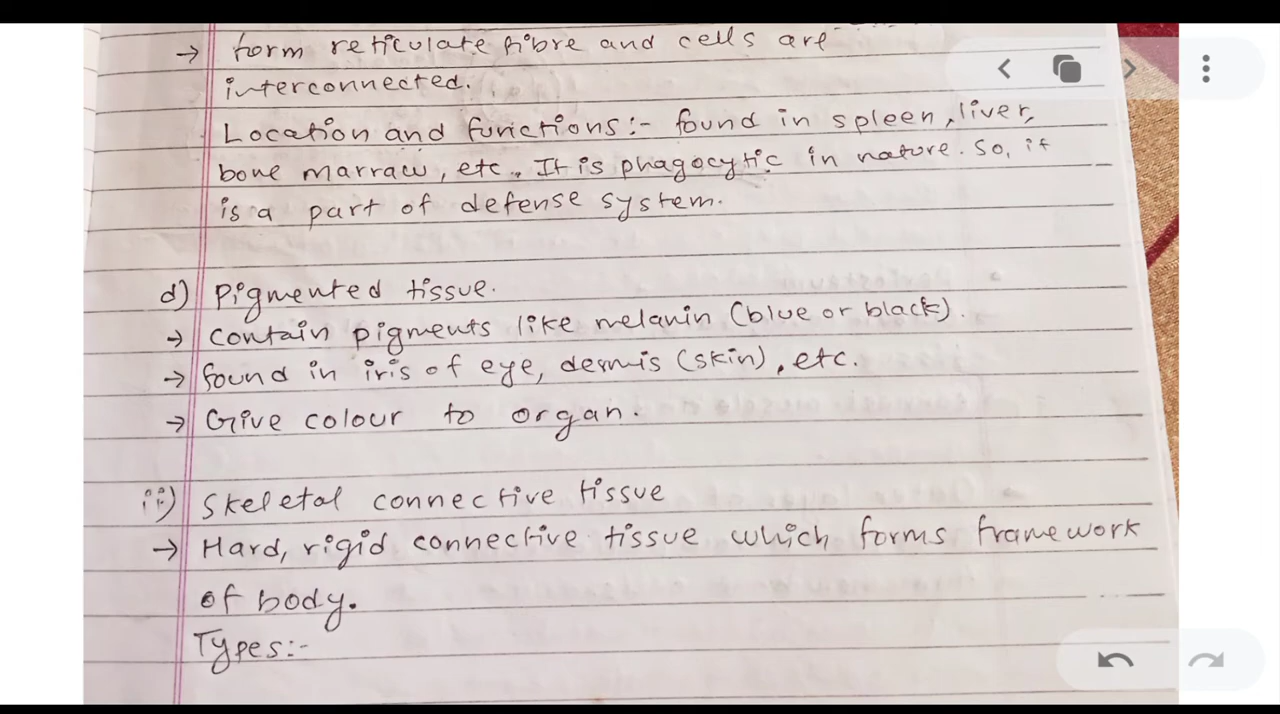 → form reticulate fibre and cells are
interconnected.
Location and functions:- found in spleen, liver,
bone marraw, etc., It is phagocytic in nature. So, it
is a part of defense system.
d) Pigmented tissue.
→ contain pigments like melanin (blue or black).
→ found in iris of eye, dermis (skin), etc.
→ Give colour to organ.
ii) Skeletal connective tissue
→ Hard, rigid connective tissue which forms framework
of body.
Types:-